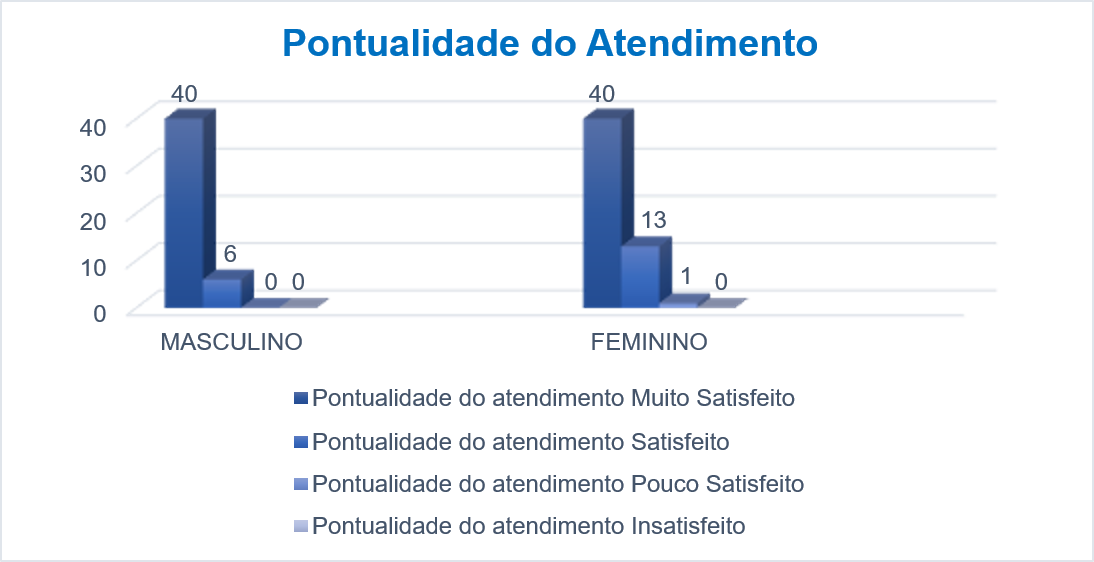 Pontualidade do Atendimento
40 40
40
30
20
10
0
6
0 0
13
1
0
MASCULINO FEMININO
Pontualidade do atendimento Muito Satisfeito
Pontualidade do atendimento Satisfeito
Pontualidade do atendimento Pouco Satisfeito
Pontualidade do atendimento Insatisfeito